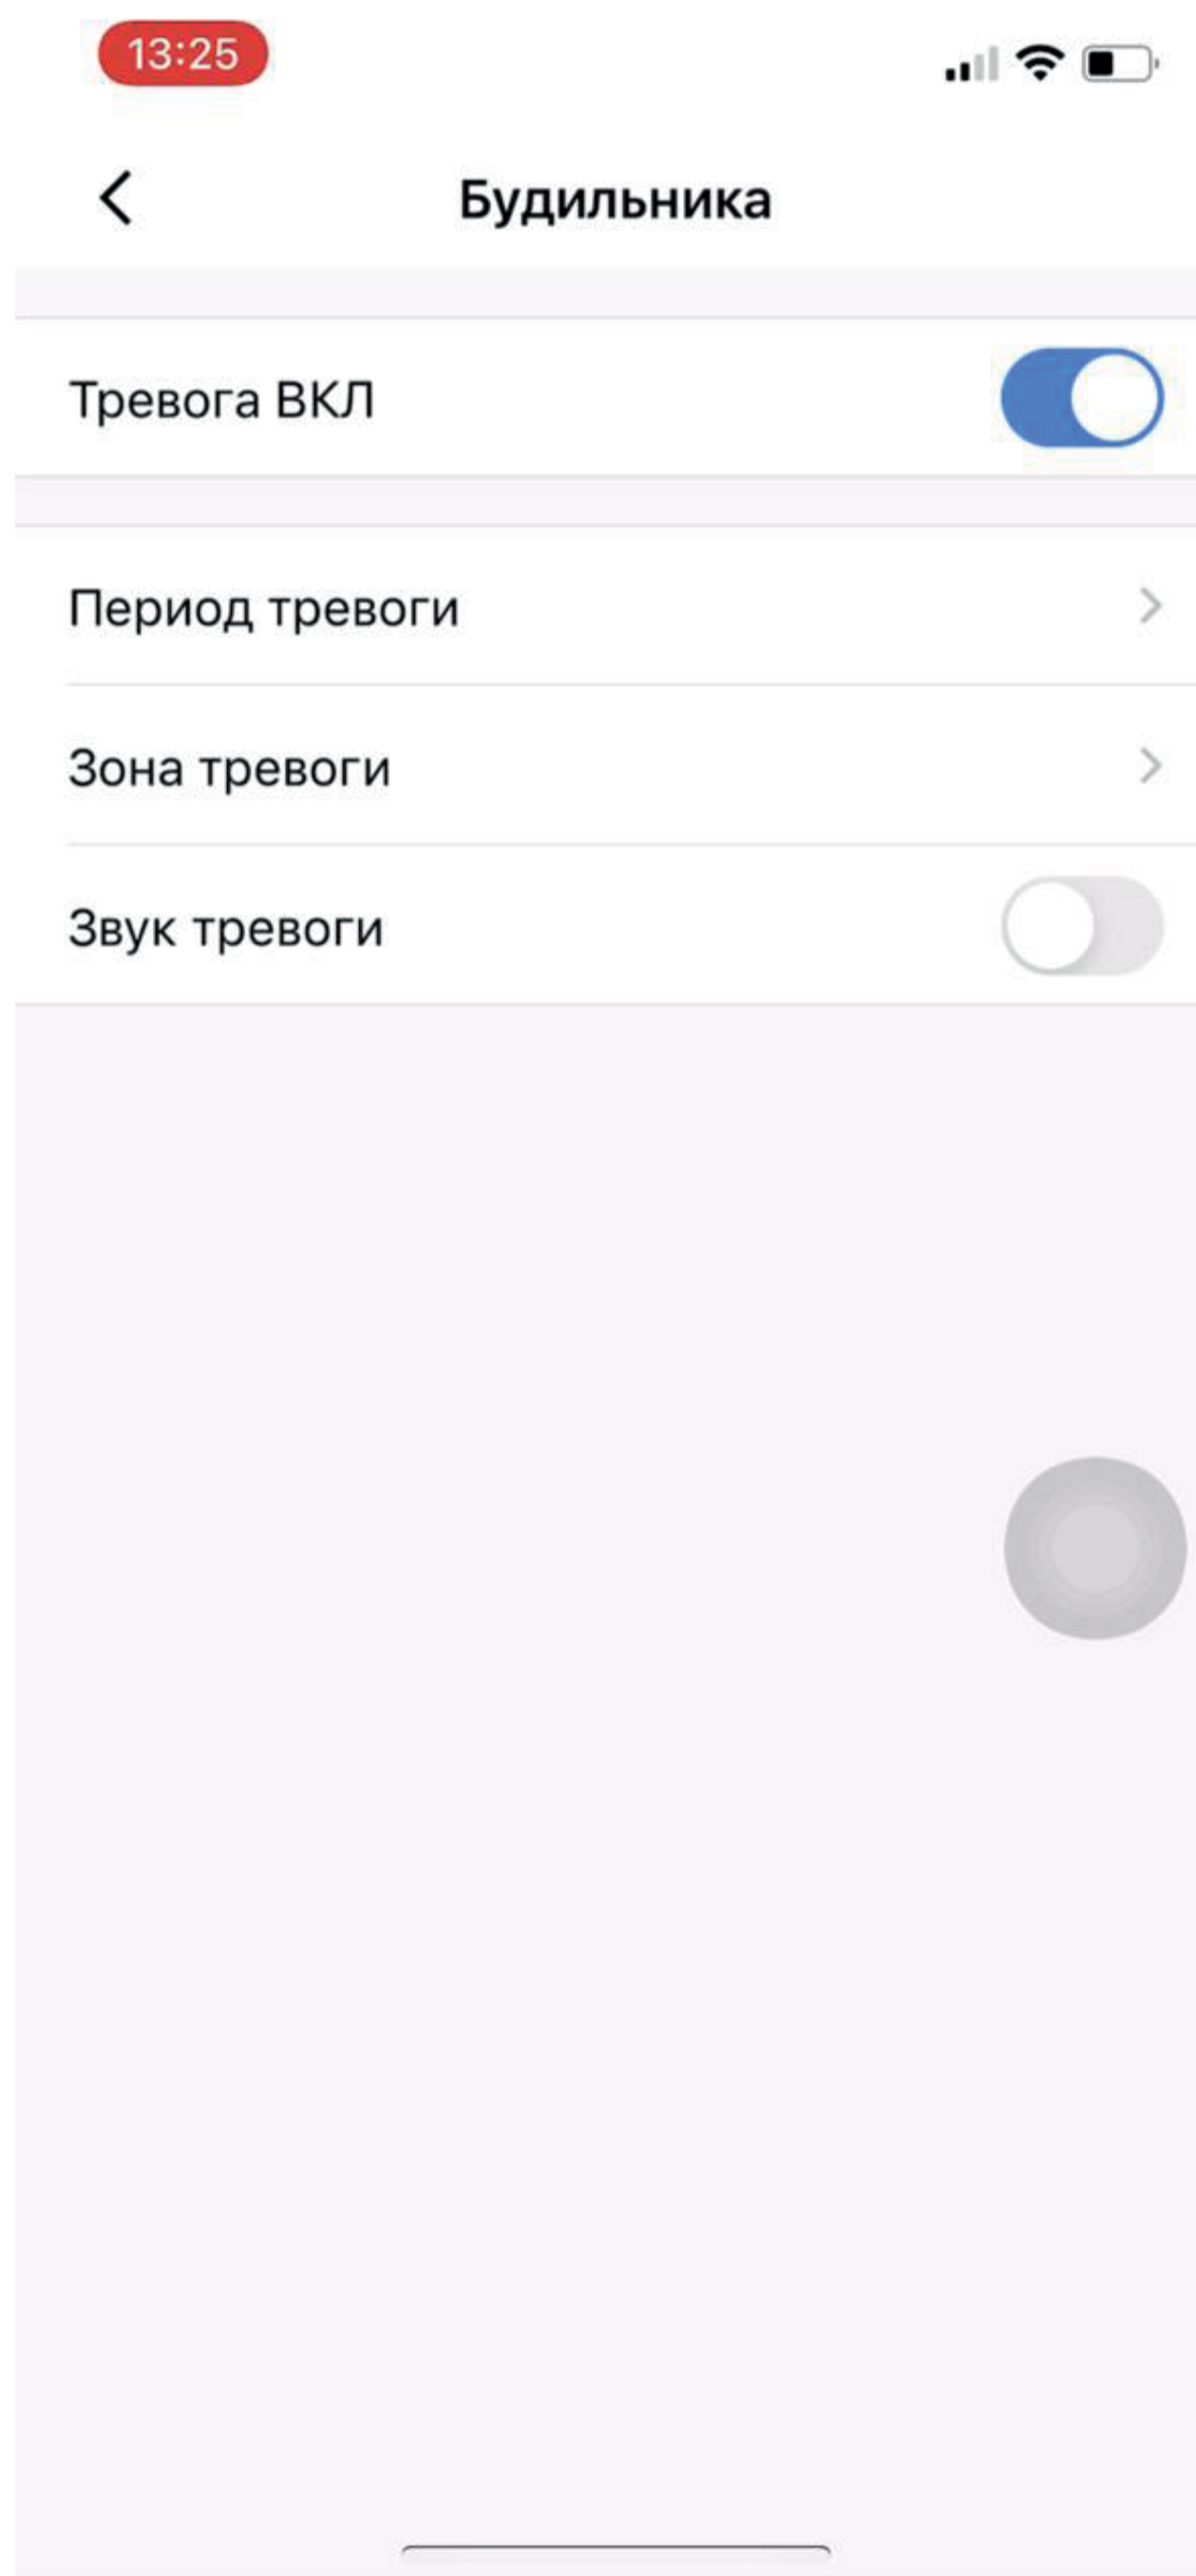 13:25
Будильника
Тревога ВКЛ
Период тревоги
Зона тревоги
Звук тревоги